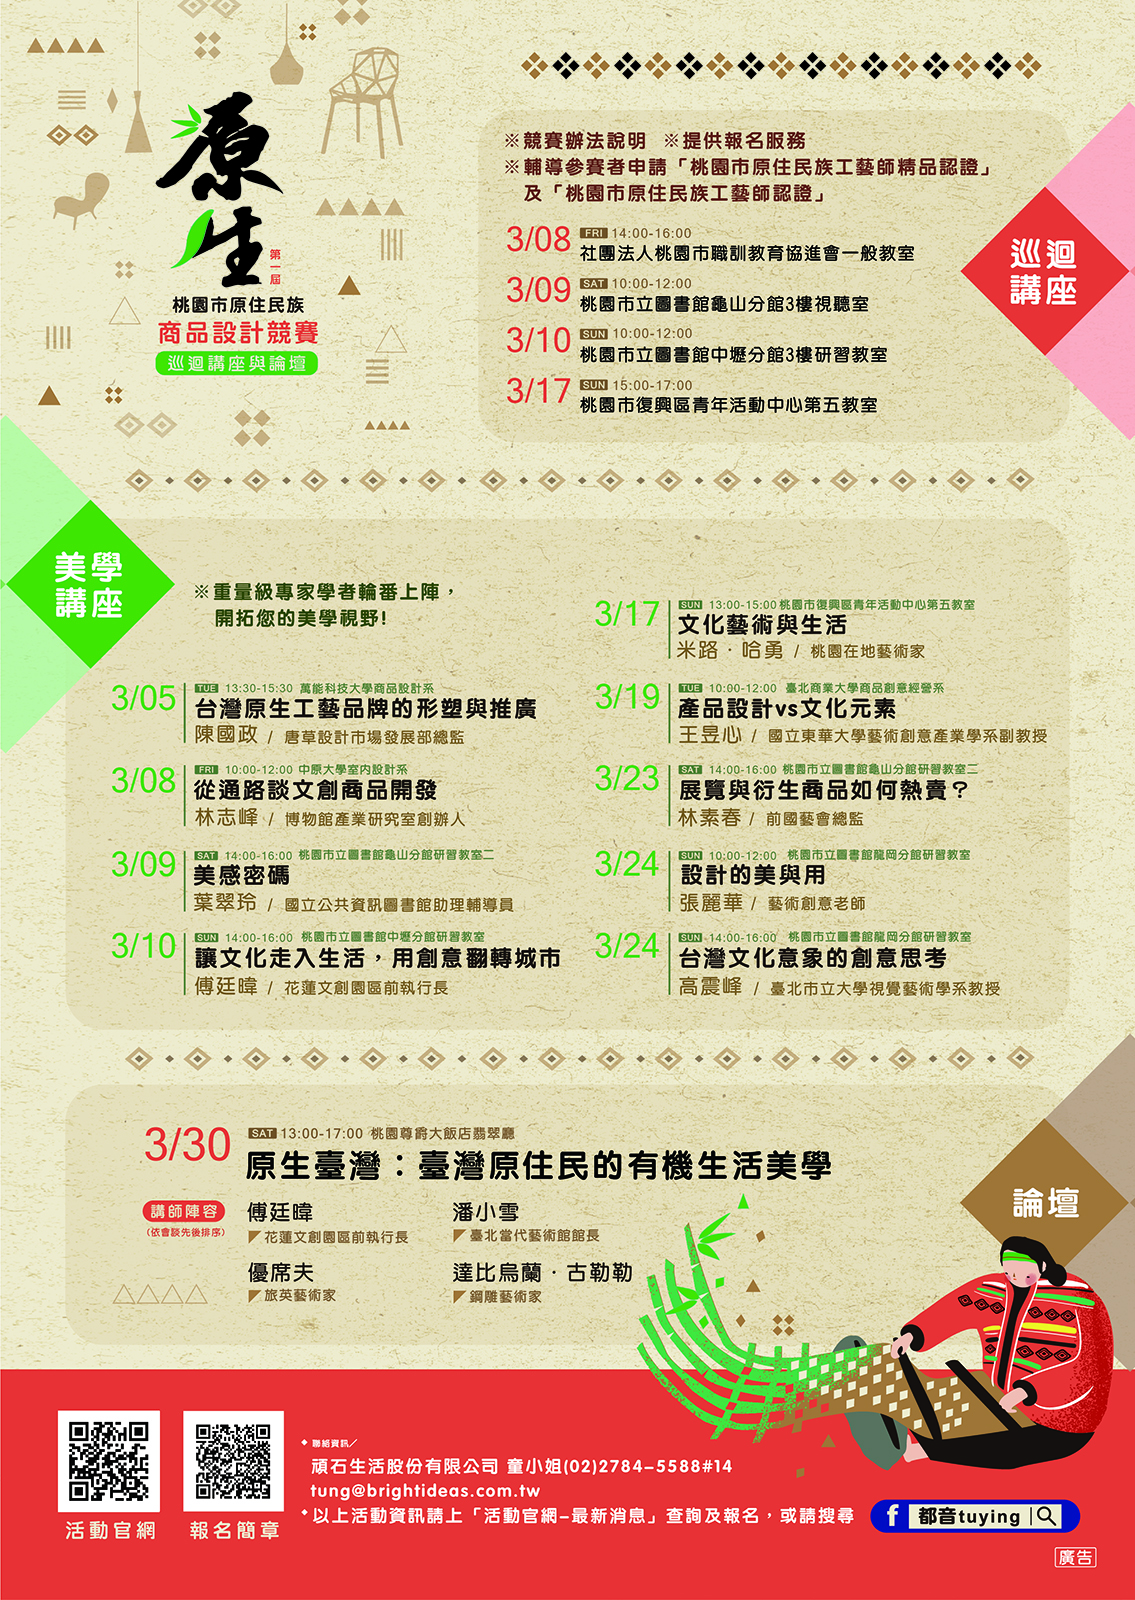 原生
第一屆
桃園市原住民族
商品設計競賽
巡迴講座與論壇
※競賽辦法說明 ※提供報名服務
※輔導參賽者申請「桃園市原住民族工藝師精品認證」
及「桃園市原住民族工藝師認證」
巡迴
講座
3/08 FRI 14:00-16:00
社團法人桃園市職訓教育協進會一般教室
3/09 SAT 10:00-12:00
桃園市立圖書館龜山分館3樓視聽室
3/10 SUN 10:00-12:00
桃園市立圖書館中壢分館3樓研習教室
3/17 SUN 15:00-17:00
桃園市復興區青年活動中心第五教室
美學
講座
※重量級專家學者輪番上陣，
開拓您的美學視野!
3/05 TUE 13:30-15:30 萬能科技大學商品設計系
台灣原生工藝品牌的形塑與推廣
陳國政 / 唐草設計市場發展部總監
3/08 FRI 10:00-12:00 中原大學室內設計系
從通路談文創商品開發
林志峰 / 博物館產業研究室創辦人
3/09 SAT 14:00-16:00 桃園市立圖書館龜山分館研習教室二
美感密碼
葉翠玲 / 國立公共資訊圖書館助理輔導員
3/10 SUN 14:00-16:00 桃園市立圖書館中壢分館研習教室
讓文化走入生活，用創意翻轉城市
傅廷暐 / 花蓮文創園區前執行長
3/17 SUN 13:00-15:00 桃園市復興區青年活動中心第五教室
文化藝術與生活
米路．哈勇 / 桃園在地藝術家
3/19 TUE 10:00-12:00 臺北商業大學商品創意經營系
產品設計vs文化元素
王昱心 / 國立東華大學藝術創意產業學系副教授
3/23 SAT 14:00-16:00 桃園市立圖書館龜山分館研習教室二
展覽與衍生商品如何熱賣？
林素春 / 前國藝會總監
3/24 SUN 10:00-12:00 桃園市立圖書館龍岡分館研習教室
設計的美與用
張麗華 / 藝術創意老師
3/24 SUN 14:00-16:00 桃園市立圖書館龍岡分館研習教室
台灣文化意象的創意思考
高震峰 / 臺北市立大學視覺藝術學系教授
論壇
3/30 SAT 13:00-17:00 桃園尊爵大飯店翡翠廳
原生臺灣：臺灣原住民的有機生活美學
講師陣容
(依會談先後排序)
傅廷暐
花蓮文創園區前執行長
潘小雪
臺北當代藝術館館長
優席夫
旅英藝術家
達比烏蘭．古勒勒
鋼雕藝術家
活動官網
報名簡章
聯絡資訊／
頑石生活股份有限公司 童小姐(02)2784-5588#14
tung@brightideas.com.tw
以上活動資訊請上「活動官網-最新消息」查詢及報名，或請搜尋
f 都音tuying
廣告